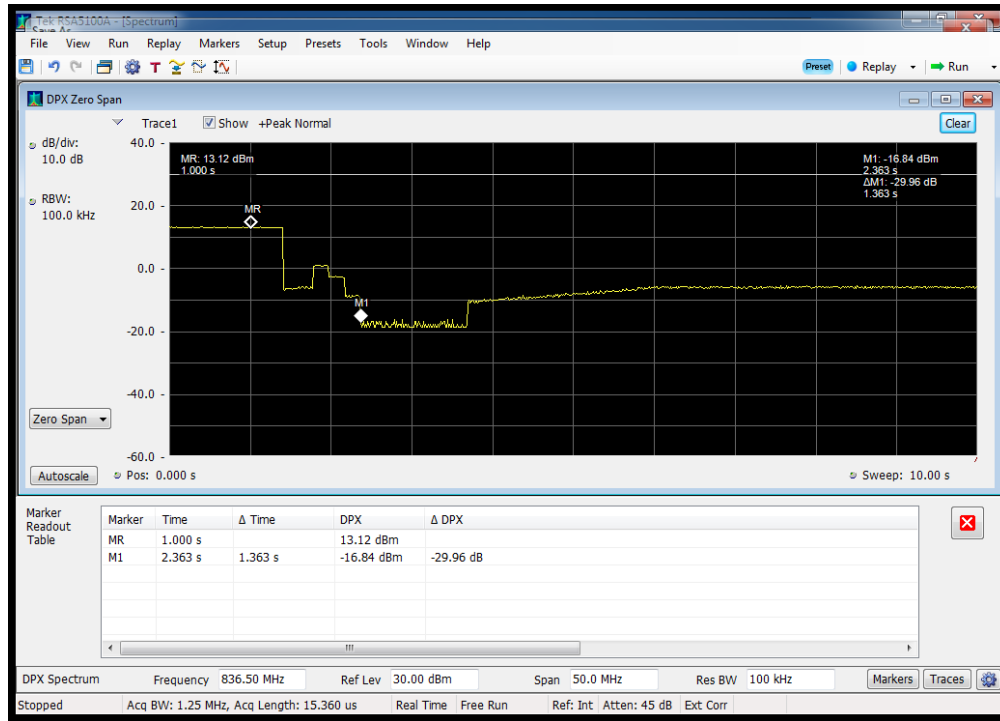 Tek RSA5100A - [Spectrum]
Save As
File View Run Replay Markers Setup Presets Tools Window Help
T Preset Replay Run
DPX Zero Span
Trace1 Show +Peak Normal Clear
dB/div:
10.0 dB
RBW:
100.0 kHz
40.0
20.0
0.0
-20.0
-40.0
-60.0
MR: 13.12 dBm
1.000 s
M1: -16.84 dBm
2.363 s
ΔM1: -29.96 dB
1.363 s
MR
M1
Zero Span
Autoscale Pos: 0.000 s Sweep: 10.00 s
Marker
Readout
Table
Marker Time Δ Time DPX Δ DPX
MR 1.000 s 13.12 dBm
M1 2.363 s 1.363 s -16.84 dBm -29.96 dB
DPX Spectrum Frequency 836.50 MHz Ref Lev 30.00 dBm Span 50.0 MHz Res BW 100 kHz Markers Traces
Stopped Acq BW: 1.25 MHz, Acq Length: 15.360 us Real Time Free Run Ref: Int Atten: 45 dB Ext Corr